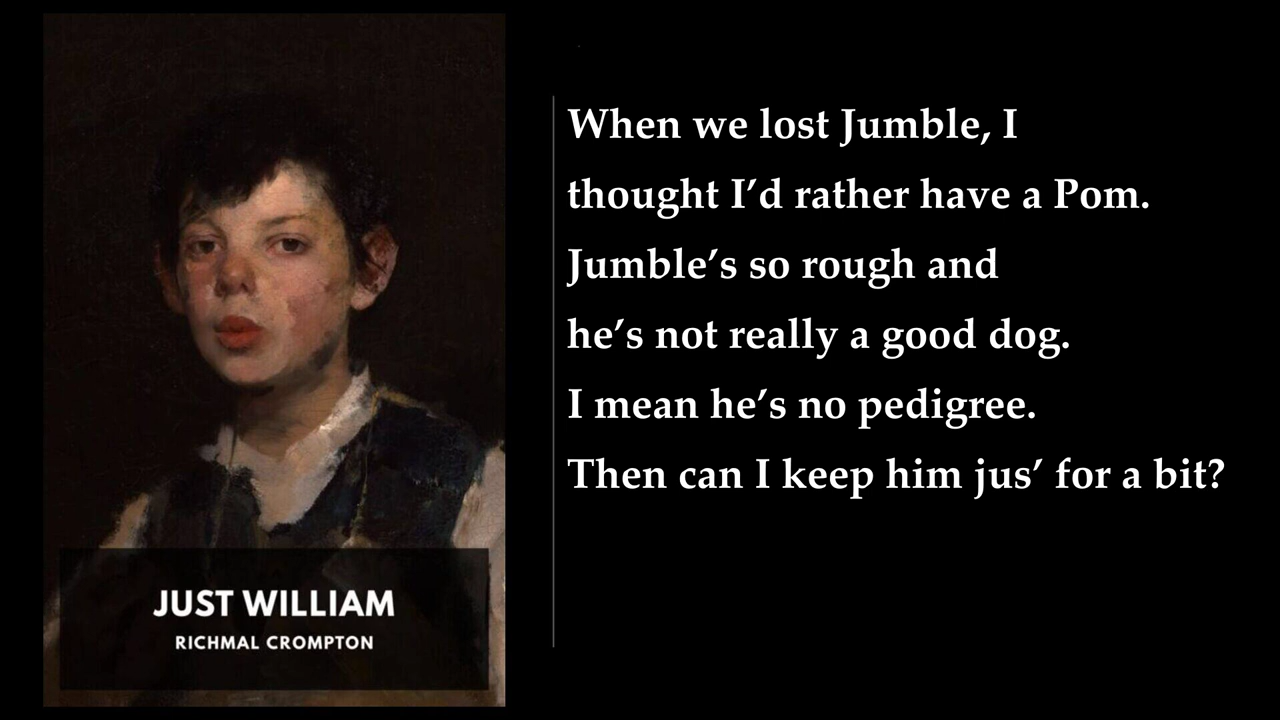 When we lost Jumble, I
thought I’d rather have a Pom.
Jumble’s so rough and
he’s not really a good dog.
I mean he’s no pedigree.
Then can I keep him jus’ for a bit?
JUST WILLIAM
RICHMAL CROMPTON